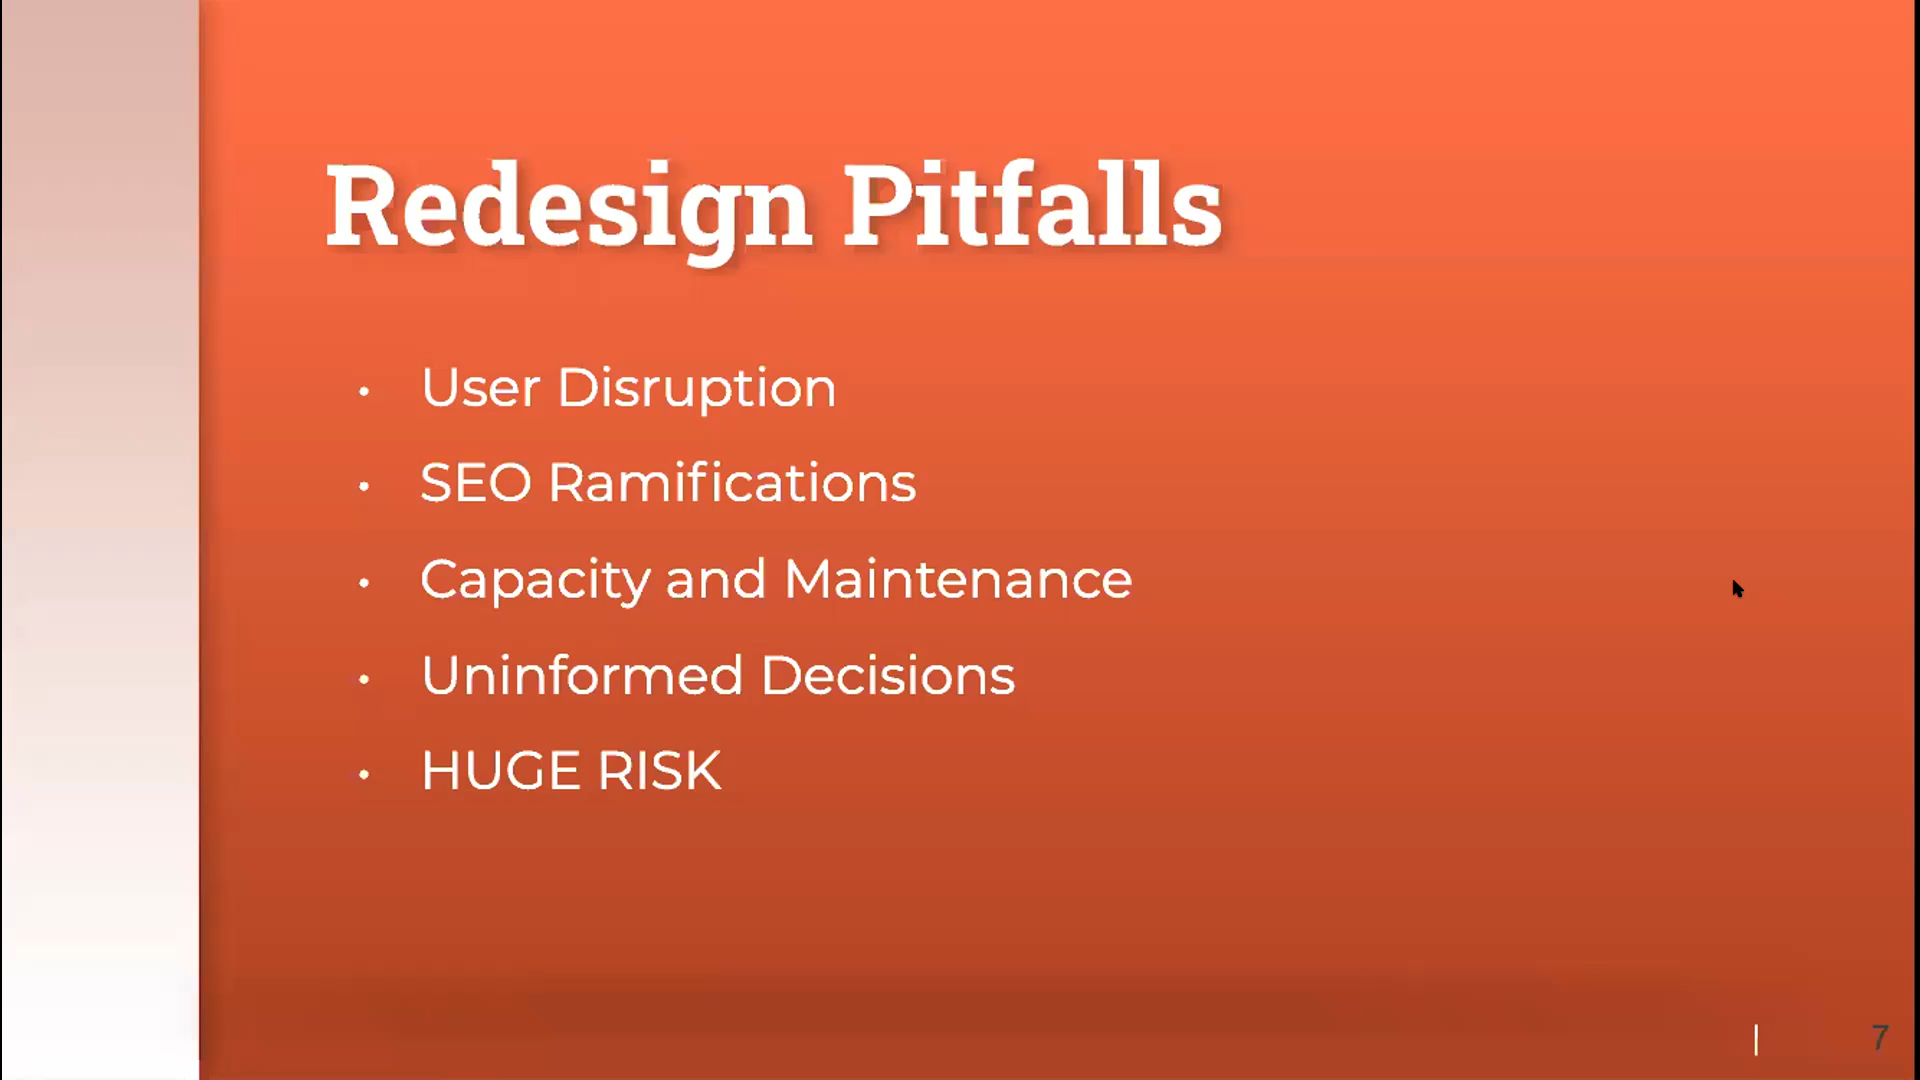 Redesign Pitfalls
• User Disruption
• SEO Ramifications
• Capacity and Maintenance
• Uninformed Decisions
• HUGE RISK
| 7